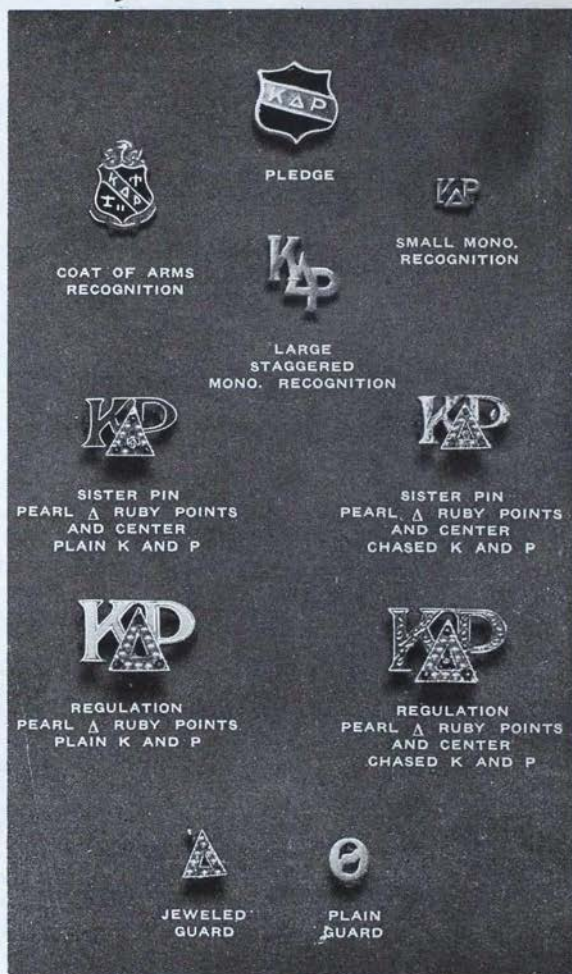 ΚΔΡ
PLEDGE
ΚΔΡ
COAT OF ARMS
RECOGNITION
ΚΔΡ
SMALL MONO.
RECOGNITION
ΚΔΡ
LARGE
STAGGERED
MONO. RECOGNITION
ΚΔΡ
SISTER PIN
PEARL Δ RUBY POINTS
AND CENTER
PLAIN K AND P
ΚΔΡ
SISTER PIN
PEARL Δ RUBY POINTS
AND CENTER
CHASED K AND P
ΚΔΡ
REGULATION
PEARL Δ RUBY POINTS
PLAIN K AND P
ΚΔΡ
REGULATION
PEARL Δ RUBY POINTS
AND CENTER
CHASED K AND P
Δ
JEWELED
GUARD
Θ
PLAIN
GUARD